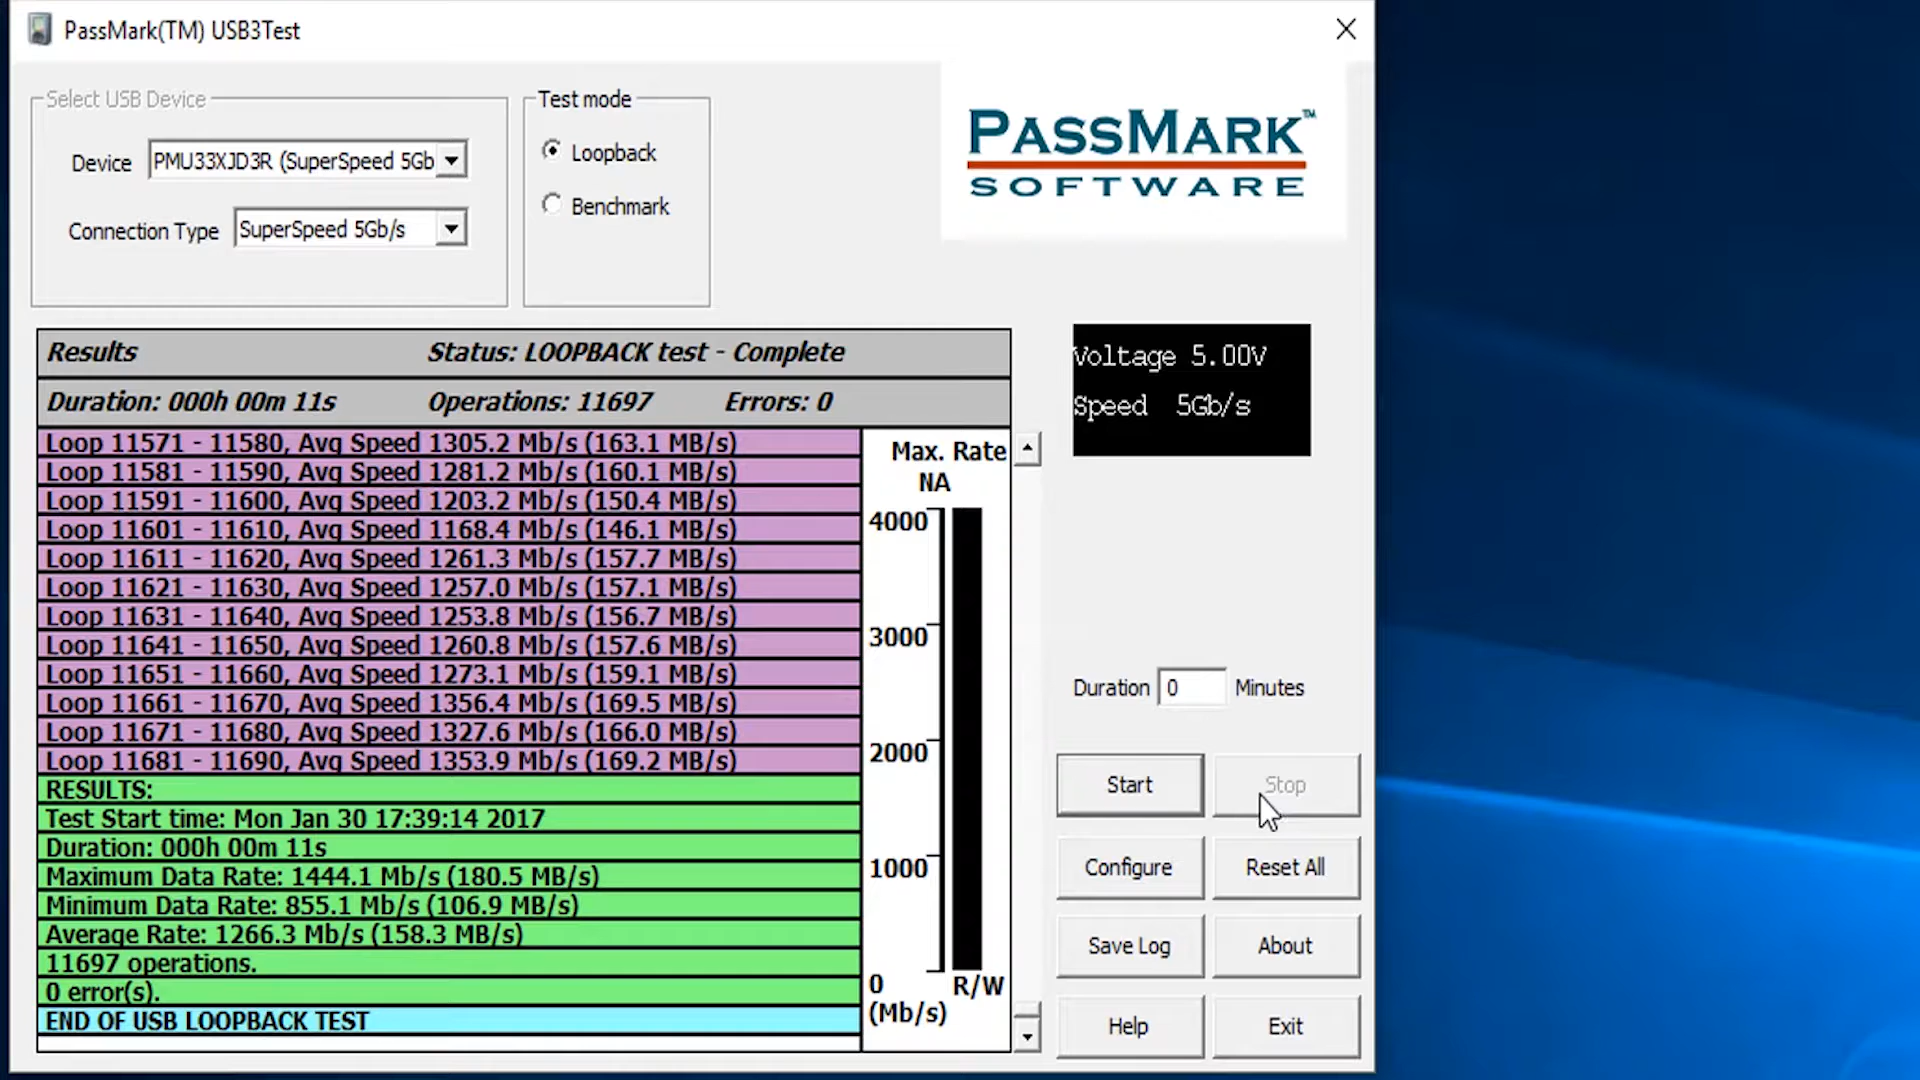 PassMark(TM) USB3Test
Select USB Device
Device PMU33XJD3R (SuperSpeed 5Gb
Connection Type SuperSpeed 5Gb/s
Test mode
Loopback
Benchmark
PASSMARK™
SOFTWARE
Results Status: LOOPBACK test - Complete
Duration: 000h 00m 11s Operations: 11697 Errors: 0
Loop 11571 - 11580, Avg Speed 1305.2 Mb/s (163.1 MB/s)
Loop 11581 - 11590, Avg Speed 1281.2 Mb/s (160.1 MB/s)
Loop 11591 - 11600, Avg Speed 1203.2 Mb/s (150.4 MB/s)
Loop 11601 - 11610, Avg Speed 1168.4 Mb/s (146.1 MB/s)
Loop 11611 - 11620, Avg Speed 1261.3 Mb/s (157.7 MB/s)
Loop 11621 - 11630, Avg Speed 1257.0 Mb/s (157.1 MB/s)
Loop 11631 - 11640, Avg Speed 1253.8 Mb/s (156.7 MB/s)
Loop 11641 - 11650, Avg Speed 1260.8 Mb/s (157.6 MB/s)
Loop 11651 - 11660, Avg Speed 1273.1 Mb/s (159.1 MB/s)
Loop 11661 - 11670, Avg Speed 1356.4 Mb/s (169.5 MB/s)
Loop 11671 - 11680, Avg Speed 1327.6 Mb/s (166.0 MB/s)
Loop 11681 - 11690, Avg Speed 1353.9 Mb/s (169.2 MB/s)
RESULTS:
Test Start time: Mon Jan 30 17:39:14 2017
Duration: 000h 00m 11s
Maximum Data Rate: 1444.1 Mb/s (180.5 MB/s)
Minimum Data Rate: 855.1 Mb/s (106.9 MB/s)
Average Rate: 1266.3 Mb/s (158.3 MB/s)
11697 operations.
0 error(s).
END OF USB LOOPBACK TEST
Max. Rate
NA
4000
3000
2000
1000
0 R/W
(Mb/s)
Voltage 5.00V
Speed 5Gb/s
Duration 0 Minutes
Start Stop
Configure Reset All
Save Log About
Help Exit